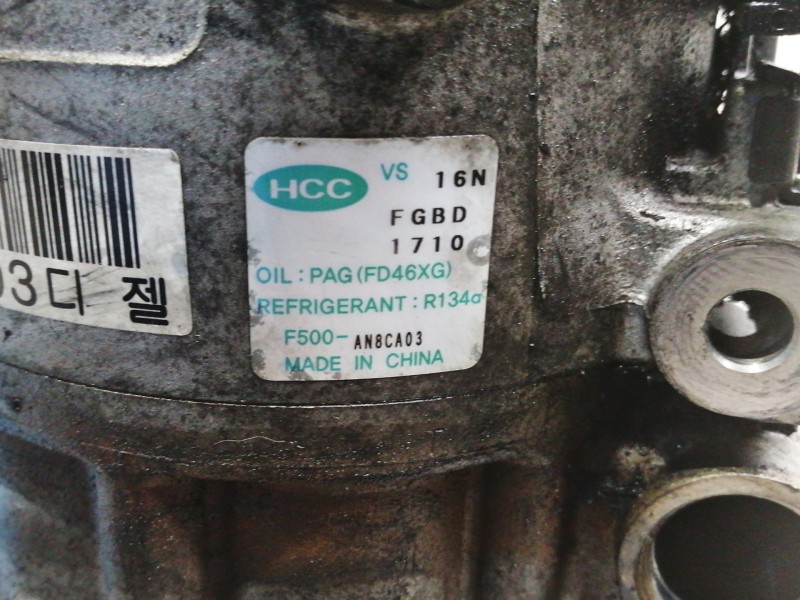 HCC VS 16N
FGBD
1710
OIL : PAG (FD46XG)
REFRIGERANT : R134a
F500-AN8CA03
MADE IN CHINA
03디 젤